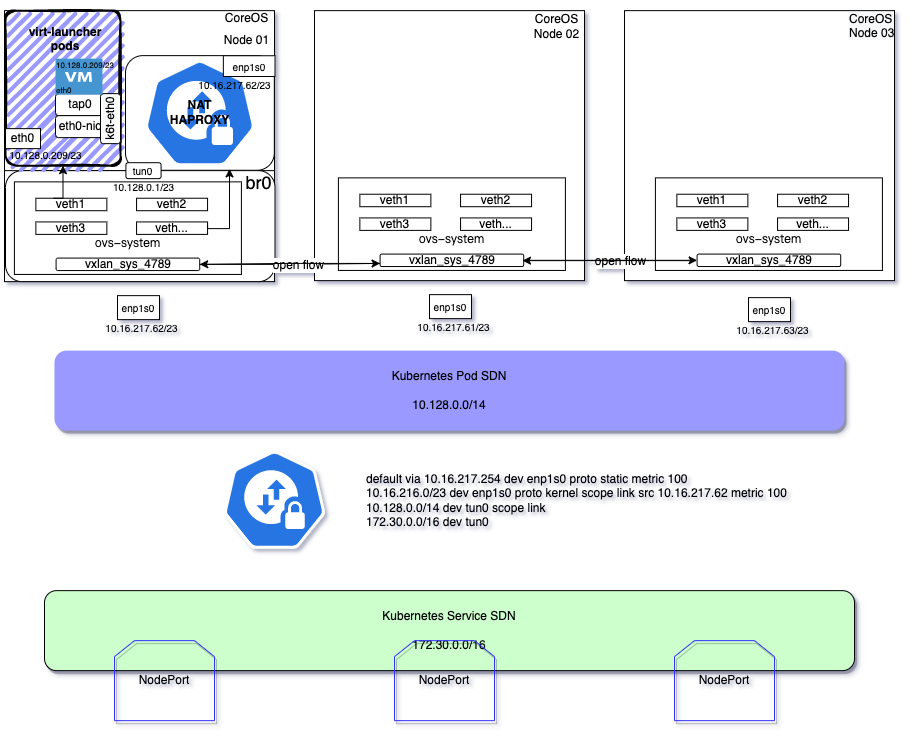 CoreOS
Node 01
virt-launcher
pods
10.128.0.209/23
VM
eth0
tap0
eth0-nic
k6t-eth0
eth0
10.128.0.209/23
enp1s0
10.16.217.62/23
NAT
HAPROXY
tun0
10.128.0.1/23
br0
veth1
veth2
veth3
veth...
ovs-system
vxlan_sys_4789
open flow
CoreOS
Node 02
veth1
veth2
veth3
veth...
ovs-system
vxlan_sys_4789
open flow
CoreOS
Node 03
veth1
veth2
veth3
veth...
ovs-system
vxlan_sys_4789
enp1s0
10.16.217.62/23
enp1s0
10.16.217.61/23
enp1s0
10.16.217.63/23
Kubernetes Pod SDN
10.128.0.0/14
default via 10.16.217.254 dev enp1s0 proto static metric 100
10.16.216.0/23 dev enp1s0 proto kernel scope link src 10.16.217.62 metric 100
10.128.0.0/14 dev tun0 scope link
172.30.0.0/16 dev tun0
Kubernetes Service SDN
172.30.0.0/16
NodePort
NodePort
NodePort